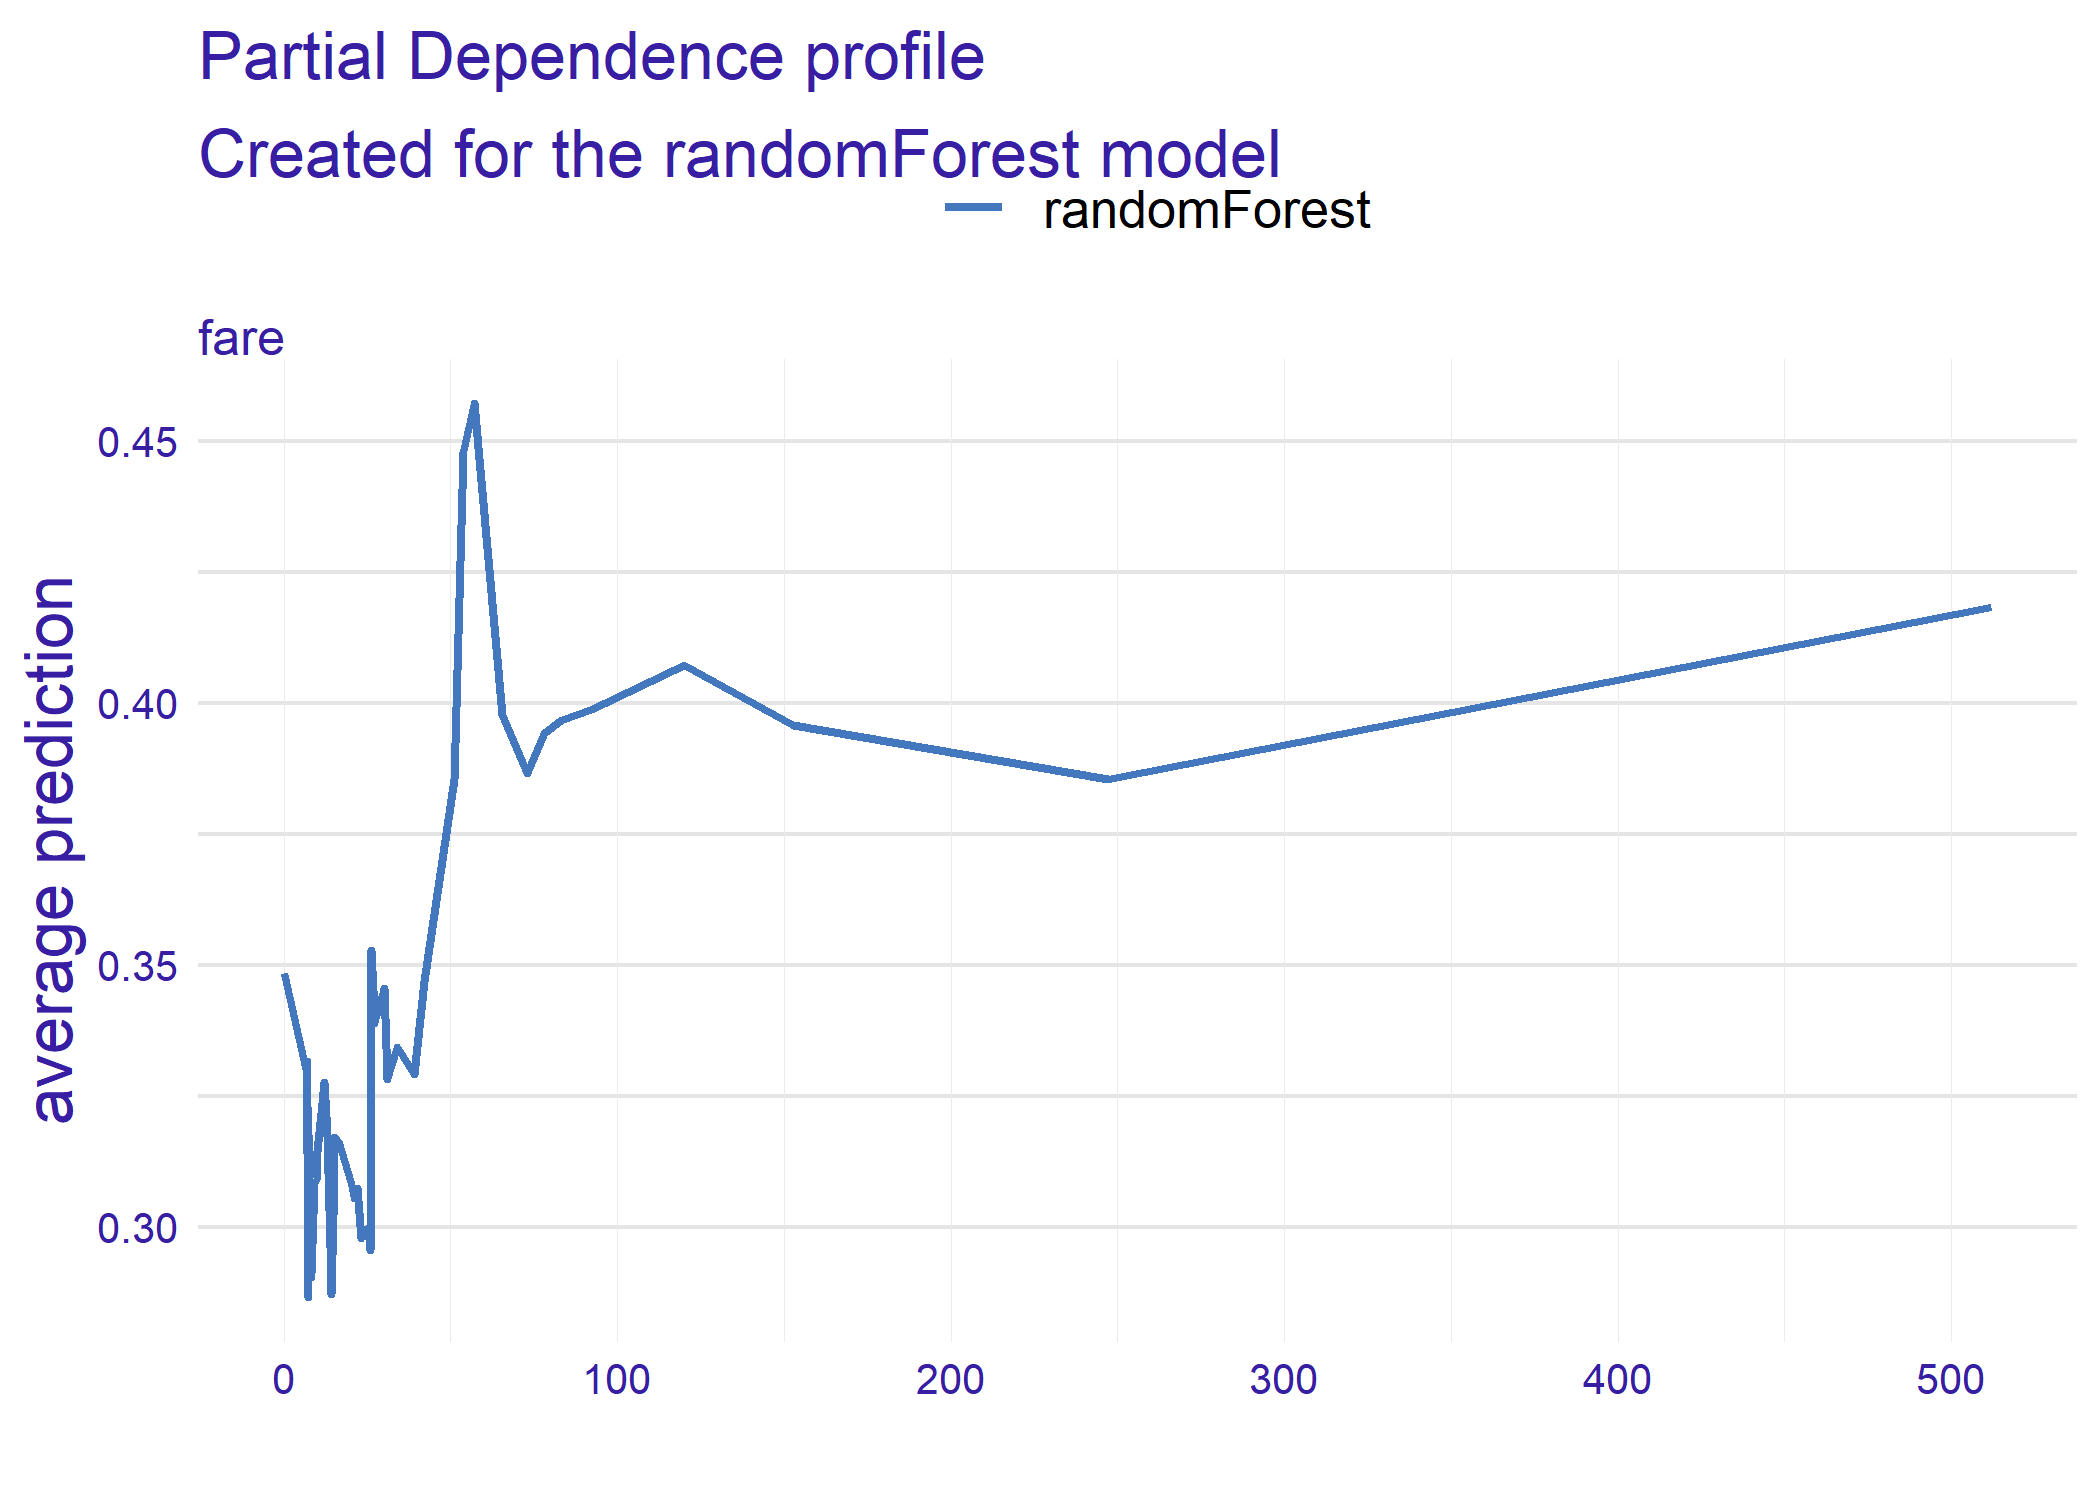 Partial Dependence profile
Created for the randomForest model
randomForest
fare
average prediction
0.45
0.40
0.35
0.30
0 100 200 300 400 500